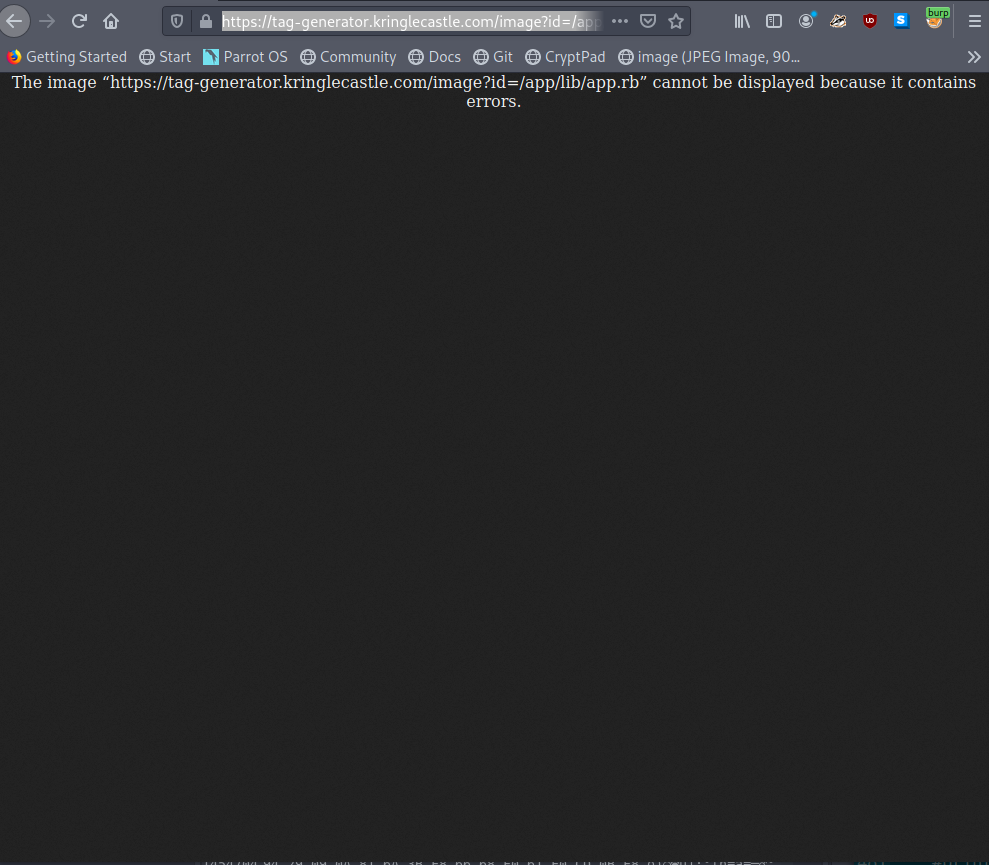 https://tag-generator.kringlecastle.com/image?id=/app
burp
UD
S
Getting Started Start Parrot OS Community Docs Git CryptPad image (JPEG Image, 90...
The image “https://tag-generator.kringlecastle.com/image?id=/app/lib/app.rb” cannot be displayed because it contains
errors.